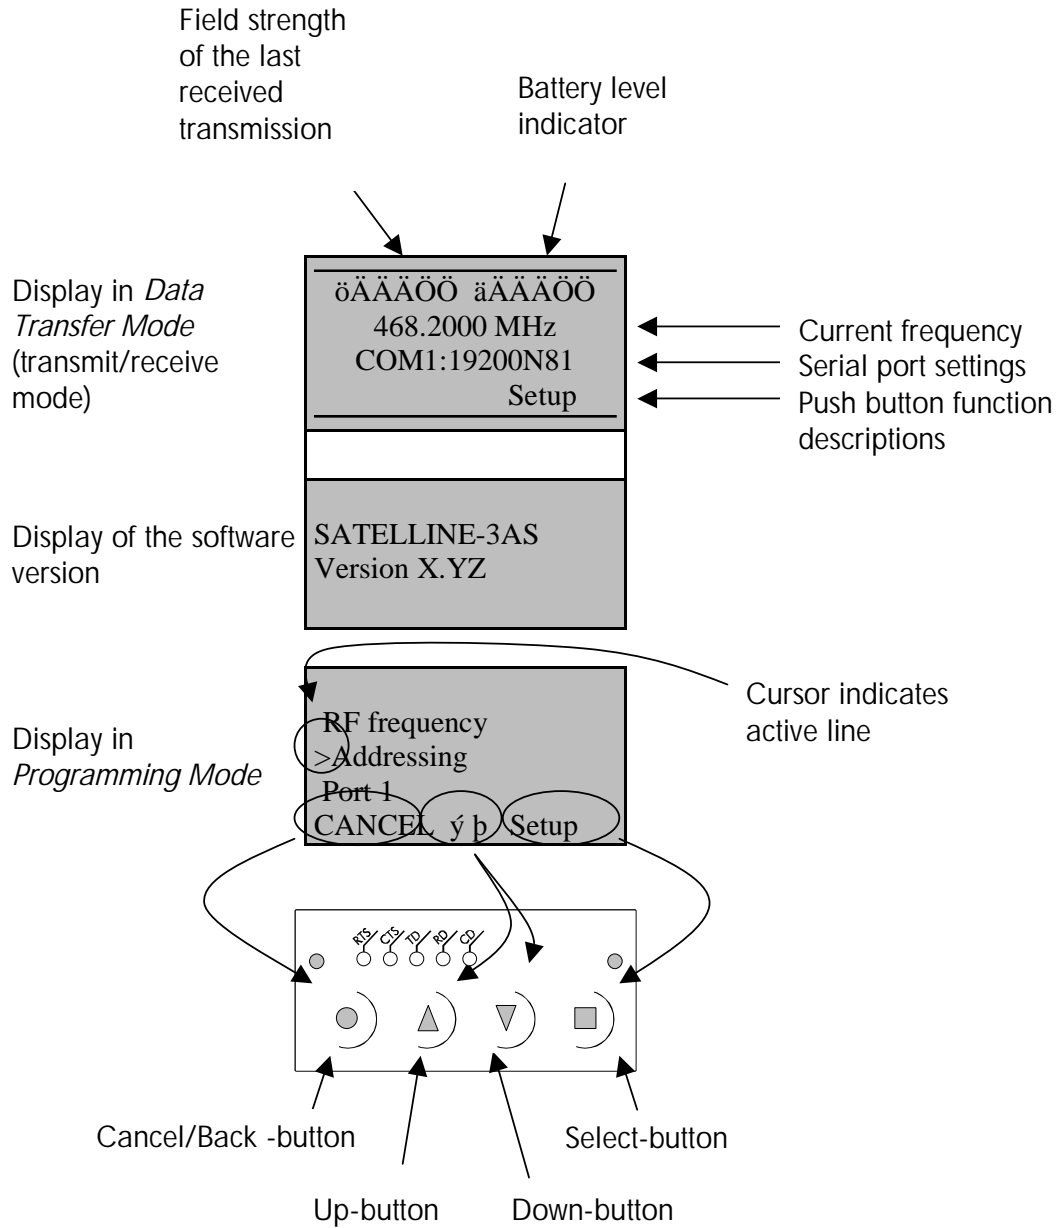 Field strength
of the last
received
transmission
Battery level
indicator
Display in Data
Transfer Mode
(transmit/receive
mode)
öÄÄÄÖÖ äÄÄÄÖÖ
468.2000 MHz
COM1:19200N81
Setup
Current frequency
Serial port settings
Push button function
descriptions
Display of the software
version
SATELLINE-3AS
Version X.YZ
Display in
Programming Mode
RF frequency
>Addressing
Port 1
CANCEL ý þ Setup
Cursor indicates
active line
RTS CTS TD RD CD
Cancel/Back -button
Select-button
Up-button
Down-button